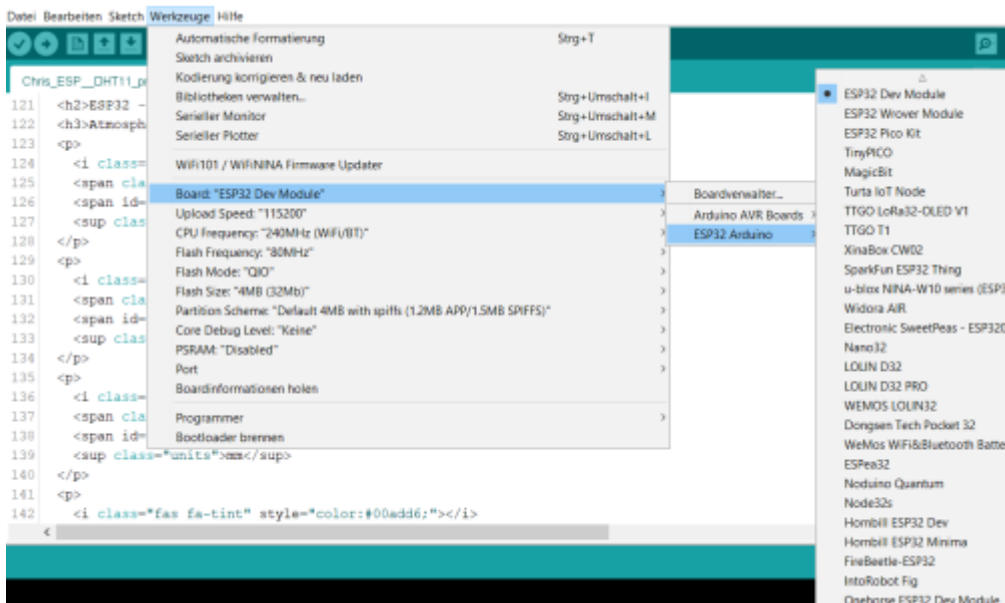 Datei Bearbeiten Sketch Werkzeuge Hilfe
Chris_ESP__DHT11_p
121 <h2>ESP32 -
122 <h3>Atmosph
123 <p>
124 <i class=
125 <span cla
126 <span id=
127 <sup clas
128 </p>
129 <p>
130 <i class=
131 <span cla
132 <span id=
133 <sup clas
134 </p>
135 <p>
136 <i class=
137 <span cla
138 <span id=
139 <sup class="units">mm</sup>
140 </p>
141 <p>
142 <i class="fas fa-tint" style="color:#00add6;"></i>
Automatische Formatierung Strg+T
Sketch archivieren
Kodierung korrigieren & neu laden
Bibliotheken verwalten... Strg+Umschalt+I
Serieller Monitor Strg+Umschalt+M
Serieller Plotter Strg+Umschalt+L
WiFi101 / WiFiNINA Firmware Updater
Board: "ESP32 Dev Module"
Upload Speed: "115200"
CPU Frequency: "240MHz (WiFi/BT)"
Flash Frequency: "80MHz"
Flash Mode: "QIO"
Flash Size: "4MB (32Mb)"
Partition Scheme: "Default 4MB with spiffs (1.2MB APP/1.5MB SPIFFS)"
Core Debug Level: "Keine"
PSRAM: "Disabled"
Port
Boardinformationen holen
Programmer
Bootloader brennen
Boardverwalter...
Arduino AVR Boards
ESP32 Arduino
ESP32 Dev Module
ESP32 Wrover Module
ESP32 Pico Kit
TinyPICO
MagicBit
Turta IoT Node
TTGO LoRa32-OLED V1
TTGO T1
XinaBox CW02
SparkFun ESP32 Thing
u-blox NINA-W10 series (ESP3
Widora AIR
Electronic SweetPeas - ESP320
Nano32
LOLIN D32
LOLIN D32 PRO
WEMOS LOLIN32
Dongsen Tech Pocket 32
WeMos WiFi&Bluetooth Batte
ESPea32
Noduino Quantum
Node32s
Hornbill ESP32 Dev
Hornbill ESP32 Minima
FireBeetle-ESP32
IntoRobot Fig
Onehorse ESP32 Dev Module